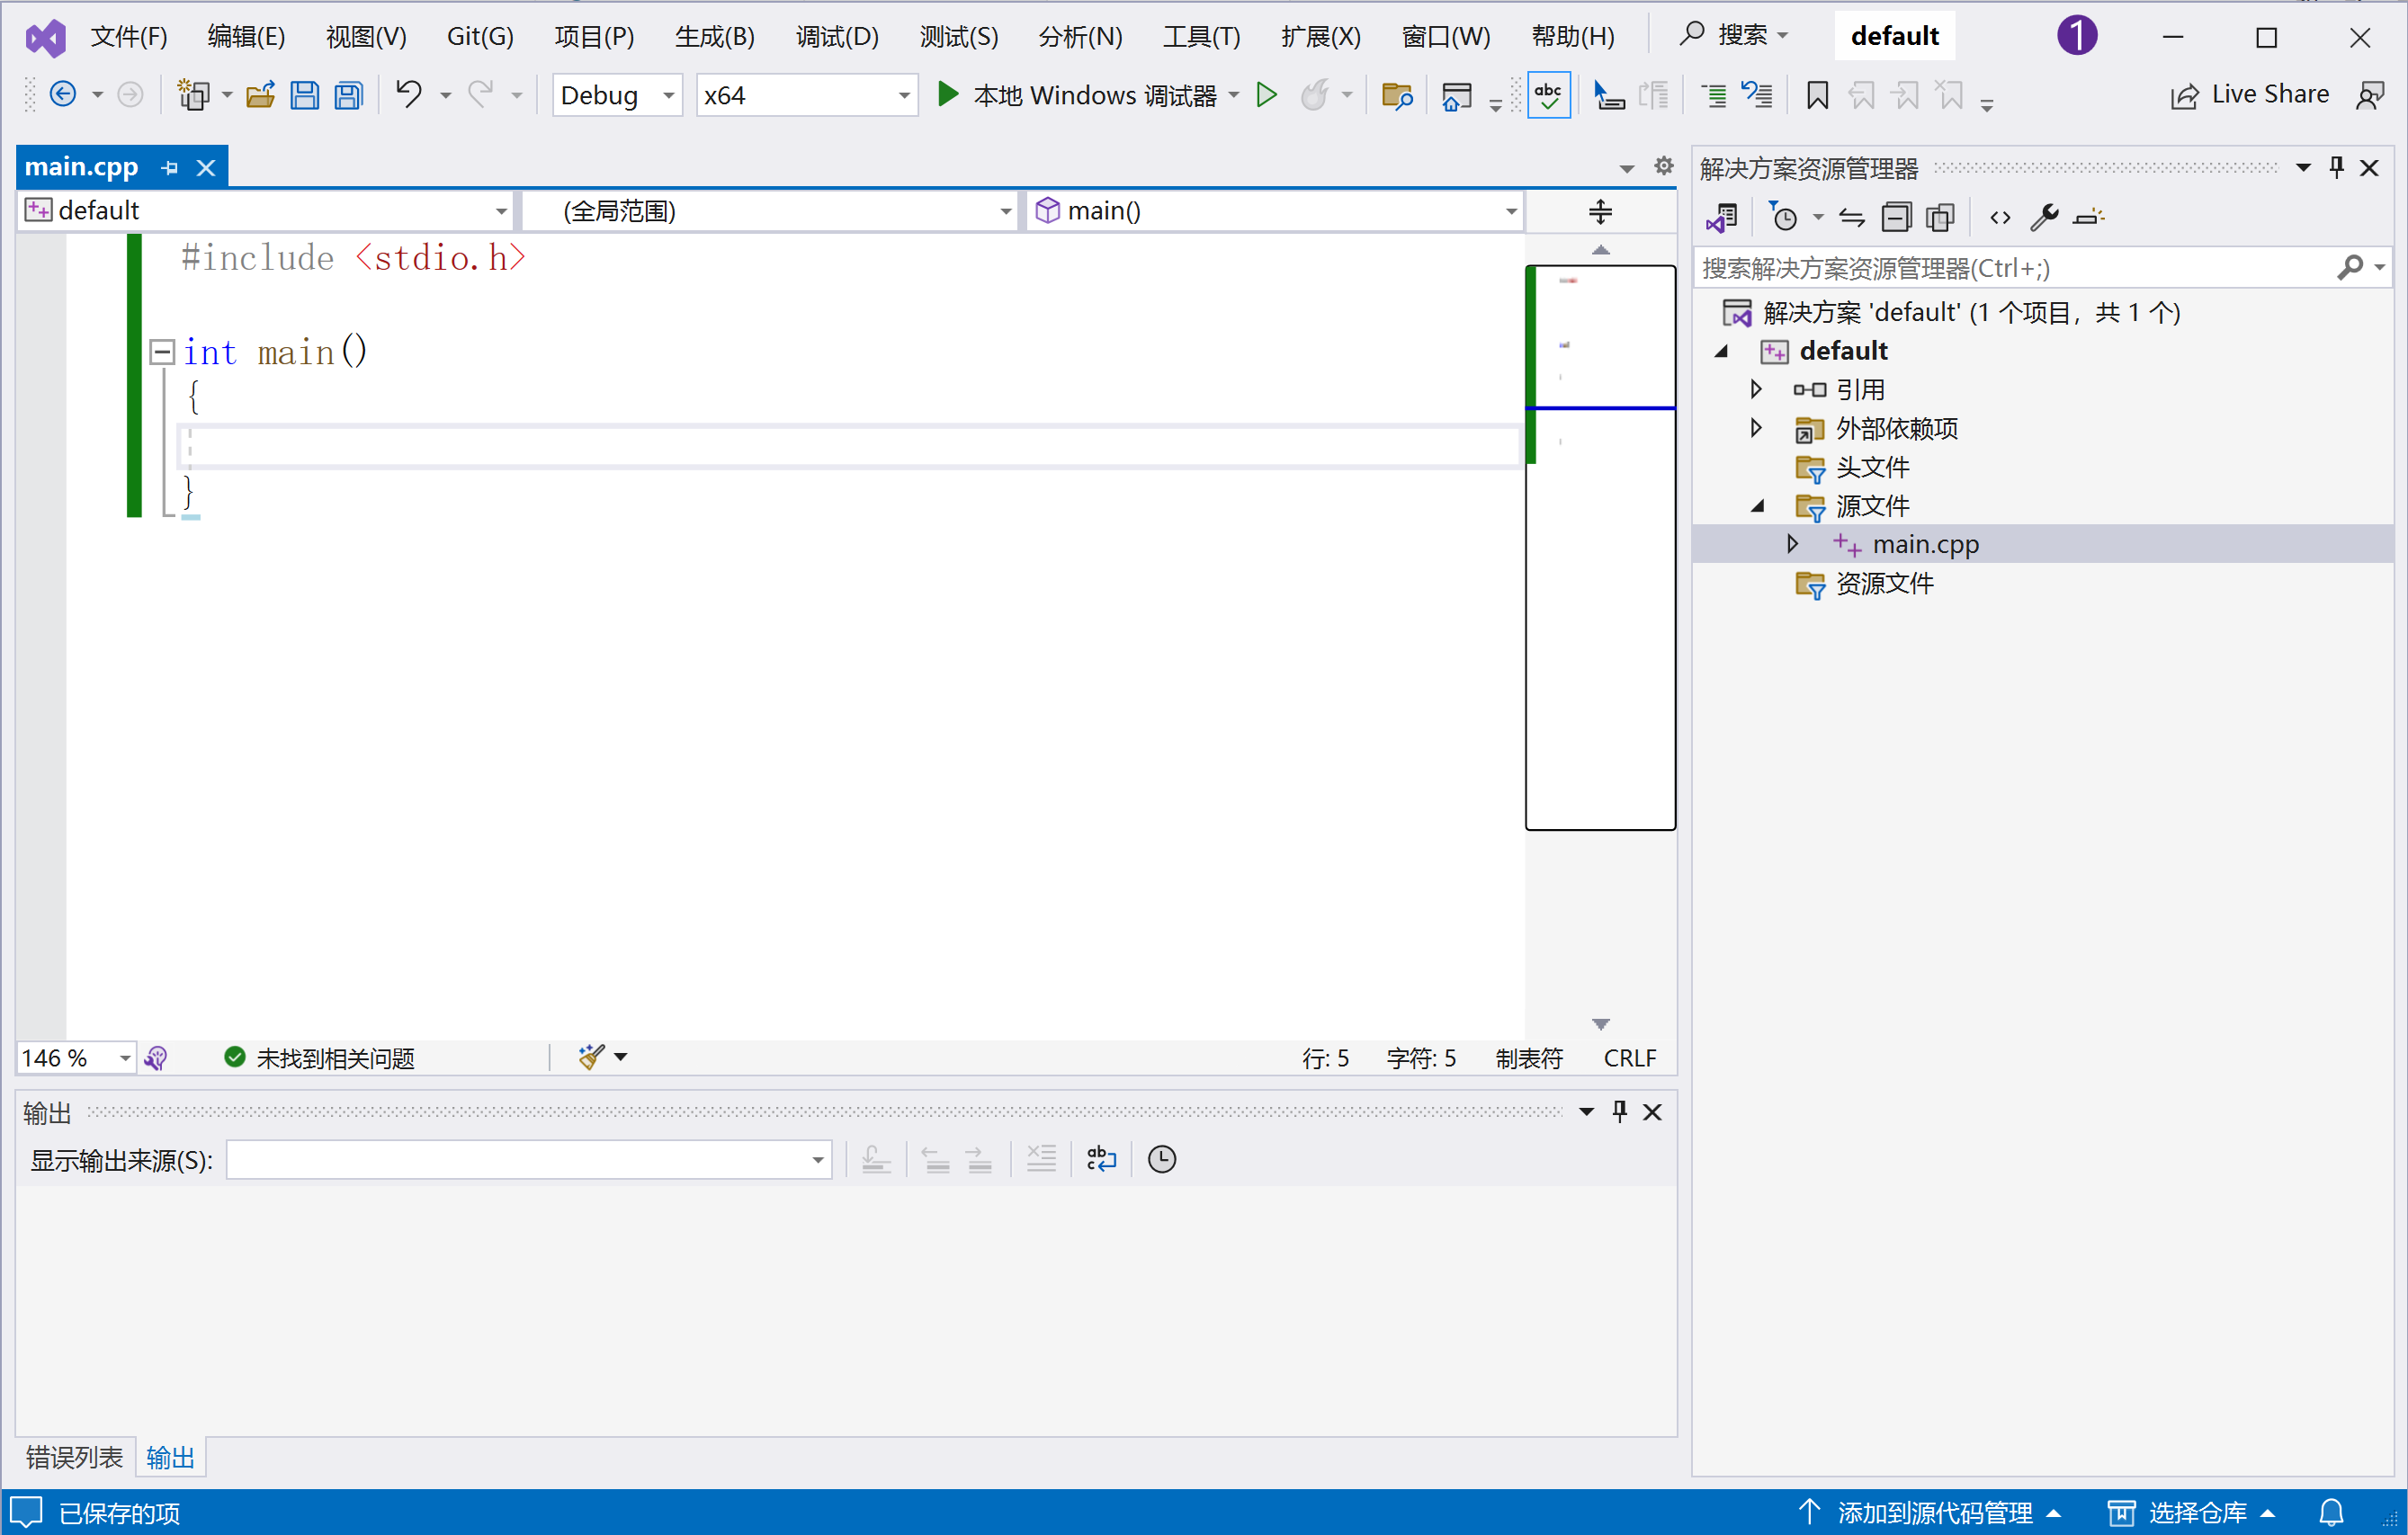 文件(F) 编辑(E) 视图(V) Git(G) 项目(P) 生成(B) 调试(D) 测试(S) 分析(N) 工具(T) 扩展(X) 窗口(W) 帮助(H) 搜索 default 1
Debug x64 本地 Windows 调试器 abc Live Share
main.cpp
default (全局范围) main()
#include <stdio.h>
int main()
{
}
146 % 未找到相关问题 行: 5 字符: 5 制表符 CRLF
输出
显示输出来源(S):
错误列表 输出
解决方案资源管理器
搜索解决方案资源管理器(Ctrl+;)
解决方案 'default' (1 个项目，共 1 个)
default
引用
外部依赖项
头文件
源文件
main.cpp
资源文件
已保存的项 添加到源代码管理 选择仓库